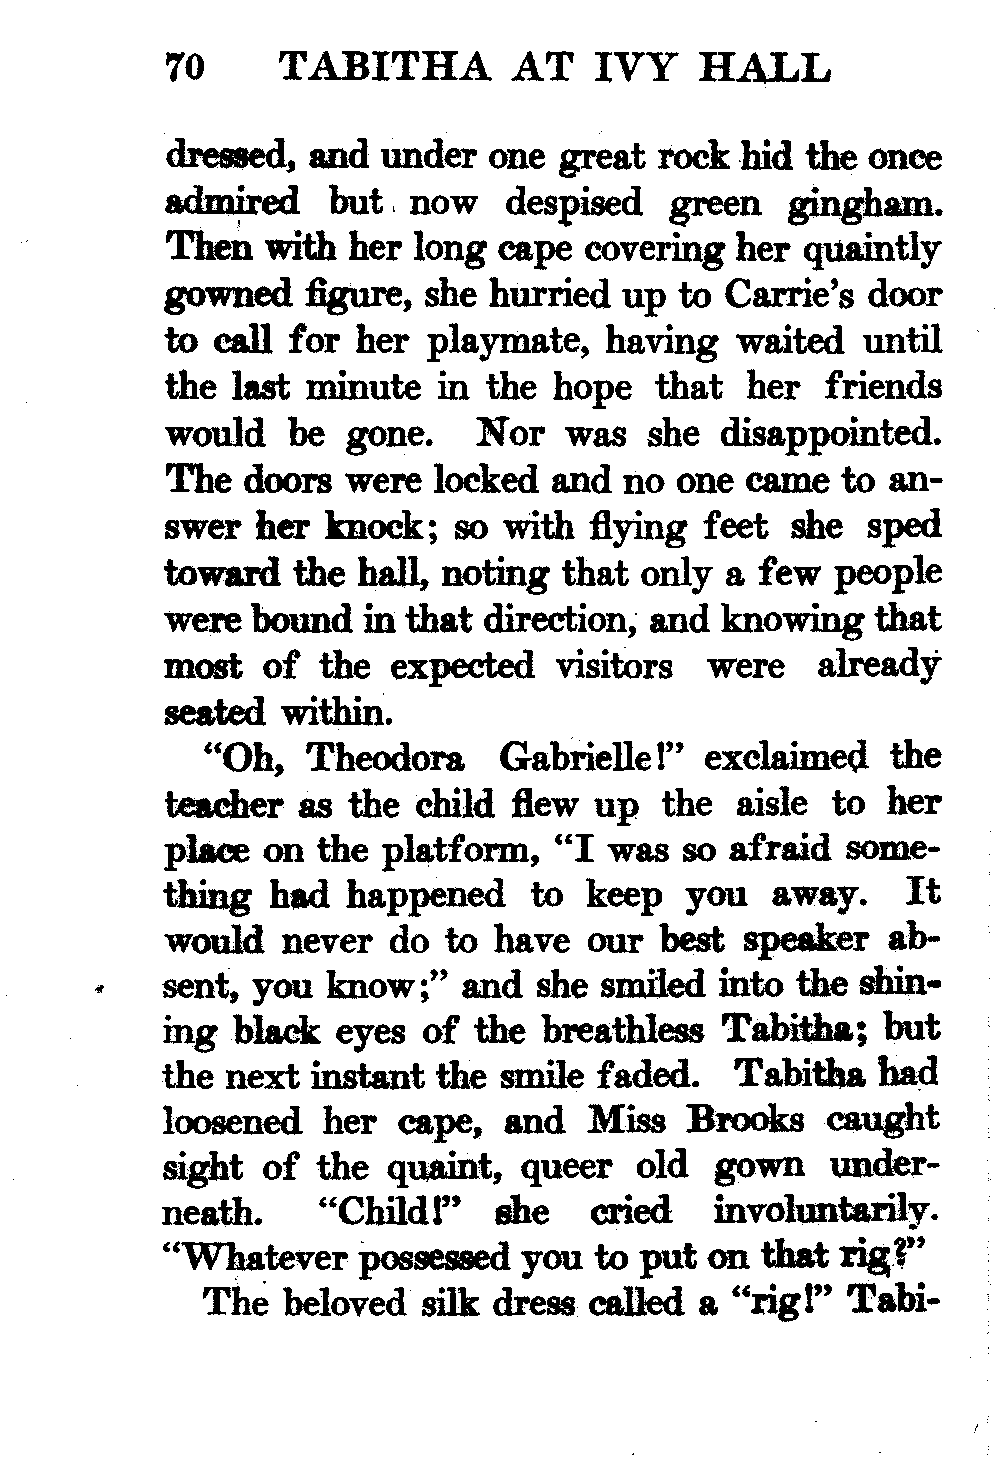 70 TABITHA AT IVY HALL
dressed, and under one great rock hid the once
admired but now despised green gingham.
Then with her long cape covering her quaintly
gowned figure, she hurried up to Carrie's door
to call for her playmate, having waited until
the last minute in the hope that her friends
would be gone. Nor was she disappointed.
The doors were locked and no one came to an-
swer her knock; so with flying feet she sped
toward the hall, noting that only a few people
were bound in that direction, and knowing that
most of the expected visitors were already
seated within.
"Oh, Theodora Gabrielle!" exclaimed the
teacher as the child flew up the aisle to her
place on the platform, "I was so afraid some-
thing had happened to keep you away. It
would never do to have our best speaker ab-
sent, you know;" and she smiled into the shin-
ing black eyes of the breathless Tabitha; but
the next instant the smile faded. Tabitha had
loosened her cape, and Miss Brooks caught
sight of the quaint, queer old gown under-
neath. "Child!" she cried involuntarily.
"Whatever possessed you to put on that rig?"
The beloved silk dress called a "rig!" Tabi-